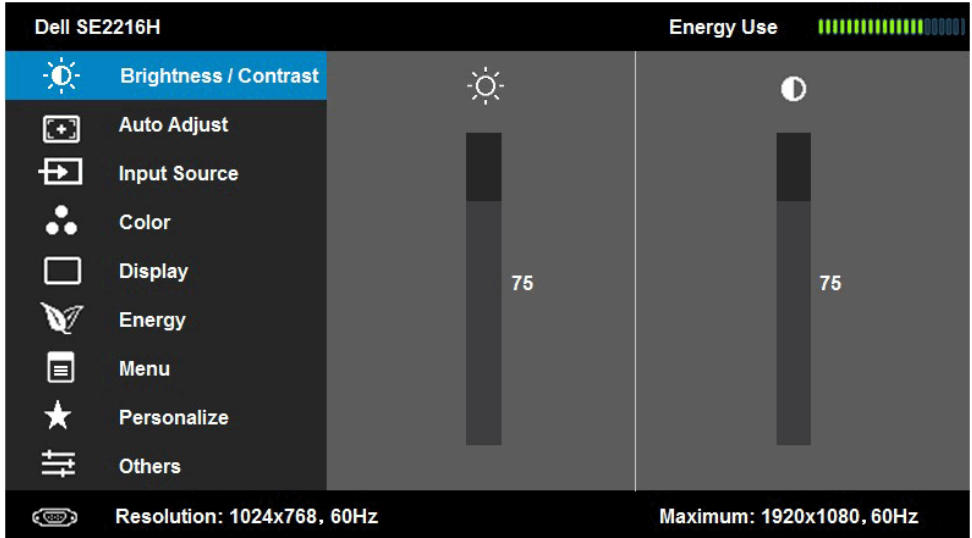 Dell SE2216H
Energy Use
Brightness / Contrast
Auto Adjust
Input Source
Color
Display
Energy
Menu
Personalize
Others
75
75
Resolution: 1024x768, 60Hz
Maximum: 1920x1080, 60Hz